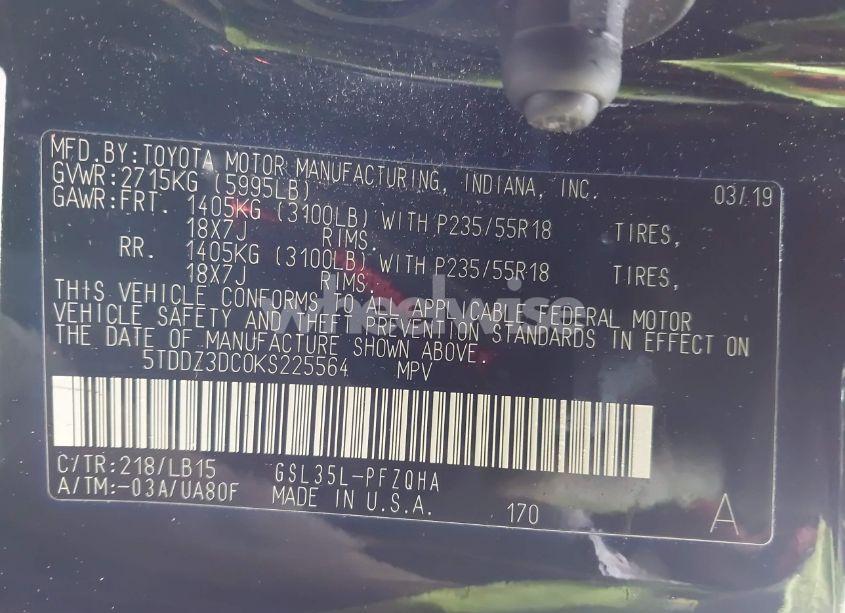 MFD.BY:TOYOTA MOTOR MANUFACTURING, INDIANA, INC. 03/19
GVWR:2715KG (5995LB)
GAWR:FRT. 1405KG (3100LB) WITH P235/55R18 TIRES,
18X7J RIMS.
RR. 1405KG (3100LB) WITH P235/55R18 TIRES,
18X7J RIMS.
THIS VEHICLE CONFORMS TO ALL APPLICABLE FEDERAL MOTOR
VEHICLE SAFETY AND THEFT PREVENTION STANDARDS IN EFFECT ON
THE DATE OF MANUFACTURE SHOWN ABOVE.
5TDDZ3DC0KS225564 MPV
C/TR:218/LB15 GSL35L-PFZQHA
A/TM:-03A/UA80F MADE IN U.S.A. 170 A
wheelwise